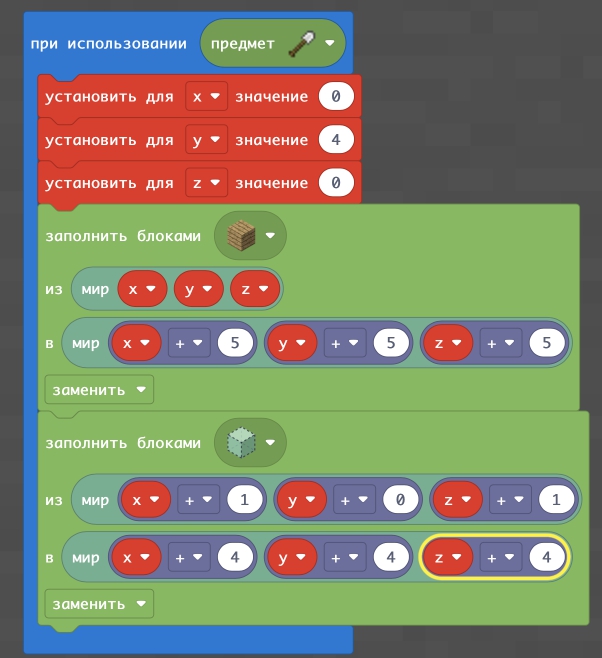 при использовании предмет
установить для x значение 0
установить для y значение 4
установить для z значение 0
заполнить блоками
из мир x y z
в мир x + 5 y + 5 z + 5
заменить
заполнить блоками
из мир x + 1 y + 0 z + 1
в мир x + 4 y + 4 z + 4
заменить